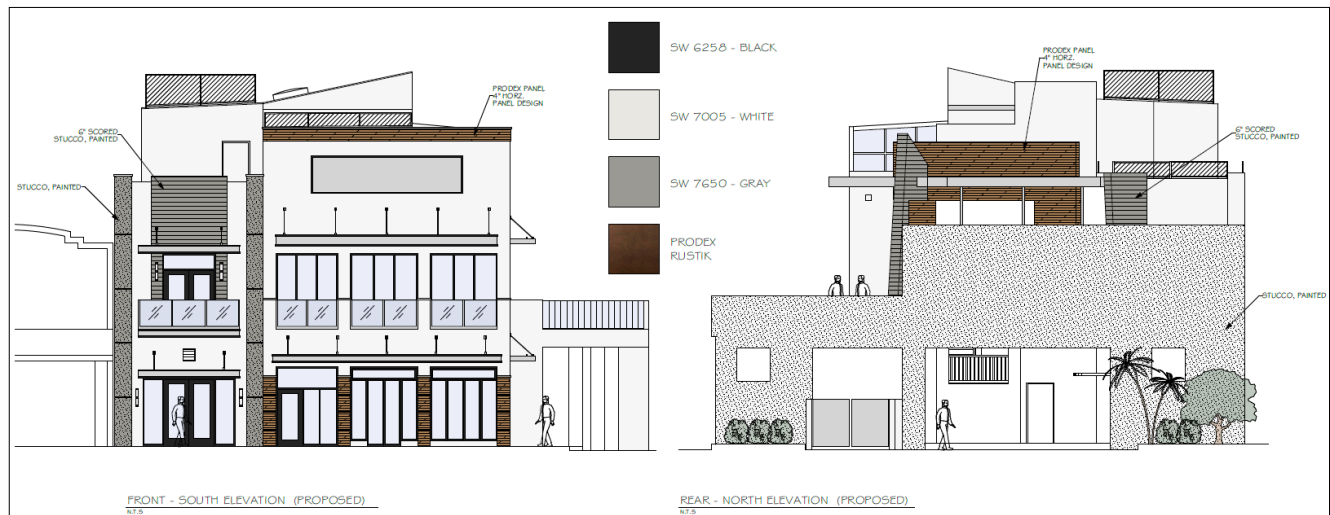 PRODEX PANEL
4" HORZ.
PANEL DESIGN
6" SCORED
STUCCO, PAINTED
STUCCO, PAINTED
FRONT - SOUTH ELEVATION (PROPOSED)
N.T.S
SW 6258 - BLACK
SW 7005 - WHITE
SW 7650 - GRAY
PRODEX
RUSTIK
PRODEX PANEL
4" HORZ.
PANEL DESIGN
6" SCORED
STUCCO, PAINTED
STUCCO, PAINTED
REAR - NORTH ELEVATION (PROPOSED)
N.T.S